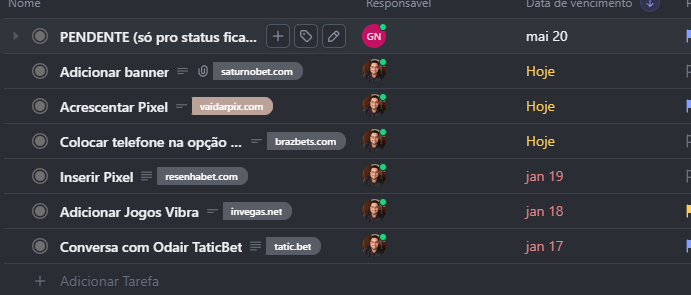 Nome Responsável Data de vencimento
PENDENTE (só pro status fica... GN mai 20
Adicionar banner saturnobet.com Hoje
Acrescentar Pixel vaidarpix.com Hoje
Colocar telefone na opção ... brazbets.com Hoje
Inserir Pixel resenhabet.com jan 19
Adicionar Jogos Vibra invegas.net jan 18
Conversa com Odair TaticBet tatic.bet jan 17
Adicionar Tarefa